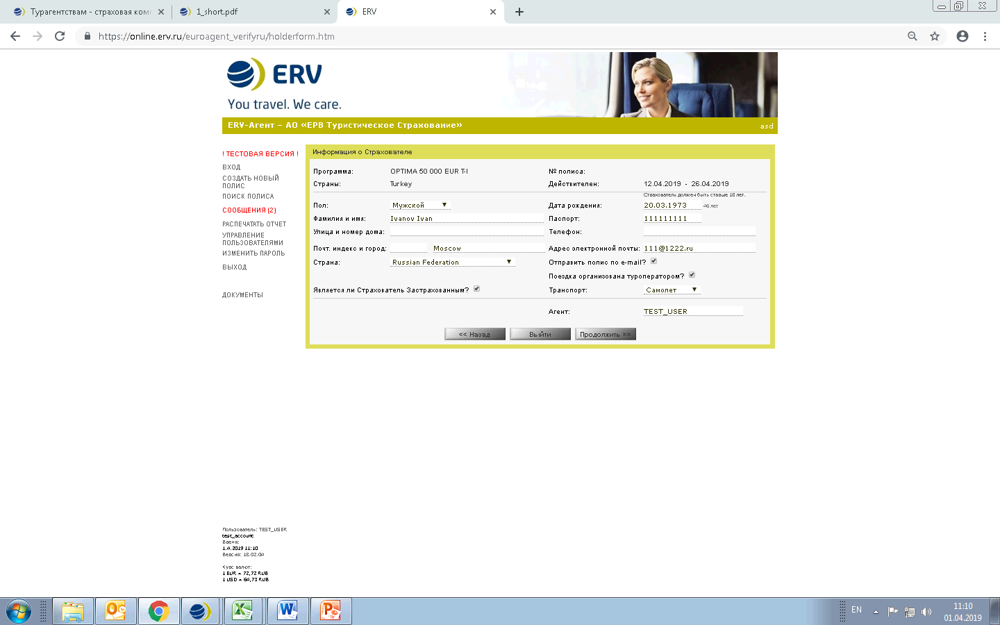 Турагентствам - страховая комп
1_short.pdf
ERV
https://online.erv.ru/euroagent_verifyru/holderform.htm
ERV
You travel. We care.
ERV-Агент – АО «ЕРВ Туристическое Страхование»
asd
! ТЕСТОВАЯ ВЕРСИЯ !
ВХОД
СОЗДАТЬ НОВЫЙ
ПОЛИС
ПОИСК ПОЛИСА
СООБЩЕНИЯ (2)
РАСПЕЧАТАТЬ ОТЧЕТ
УПРАВЛЕНИЕ
ПОЛЬЗОВАТЕЛЯМИ
ИЗМЕНИТЬ ПАРОЛЬ
ВЫХОД
ДОКУМЕНТЫ
Информация о Страхователе
Программа: OPTIMA 50 000 EUR T-I № полиса:
Страны: Turkey Действителен: 12.04.2019 - 26.04.2019
Страхователь должен быть старше 18 лет.
Пол: Мужской Дата рождения: 20.03.1973 46 лет
Фамилия и имя: Ivanov Ivan Паспорт: 111111111
Улица и номер дома: Телефон:
Почт. индекс и город: Moscow Адрес электронной почты: 111@1222.ru
Страна: Russian Federation Отправить полис по e-mail?
Поездка организована туроператором?
Является ли Страхователь Застрахованным? Транспорт: Самолет
Агент: TEST_USER
<< Назад Выйти Продолжить >>
Пользователь: TEST_USER
test_account
Время:
1.4.2019 11:10
Версия: 18.02.04
Курс валют:
1 EUR = 72,72 RUB
1 USD = 64,73 RUB
EN
11:10
01.04.2019